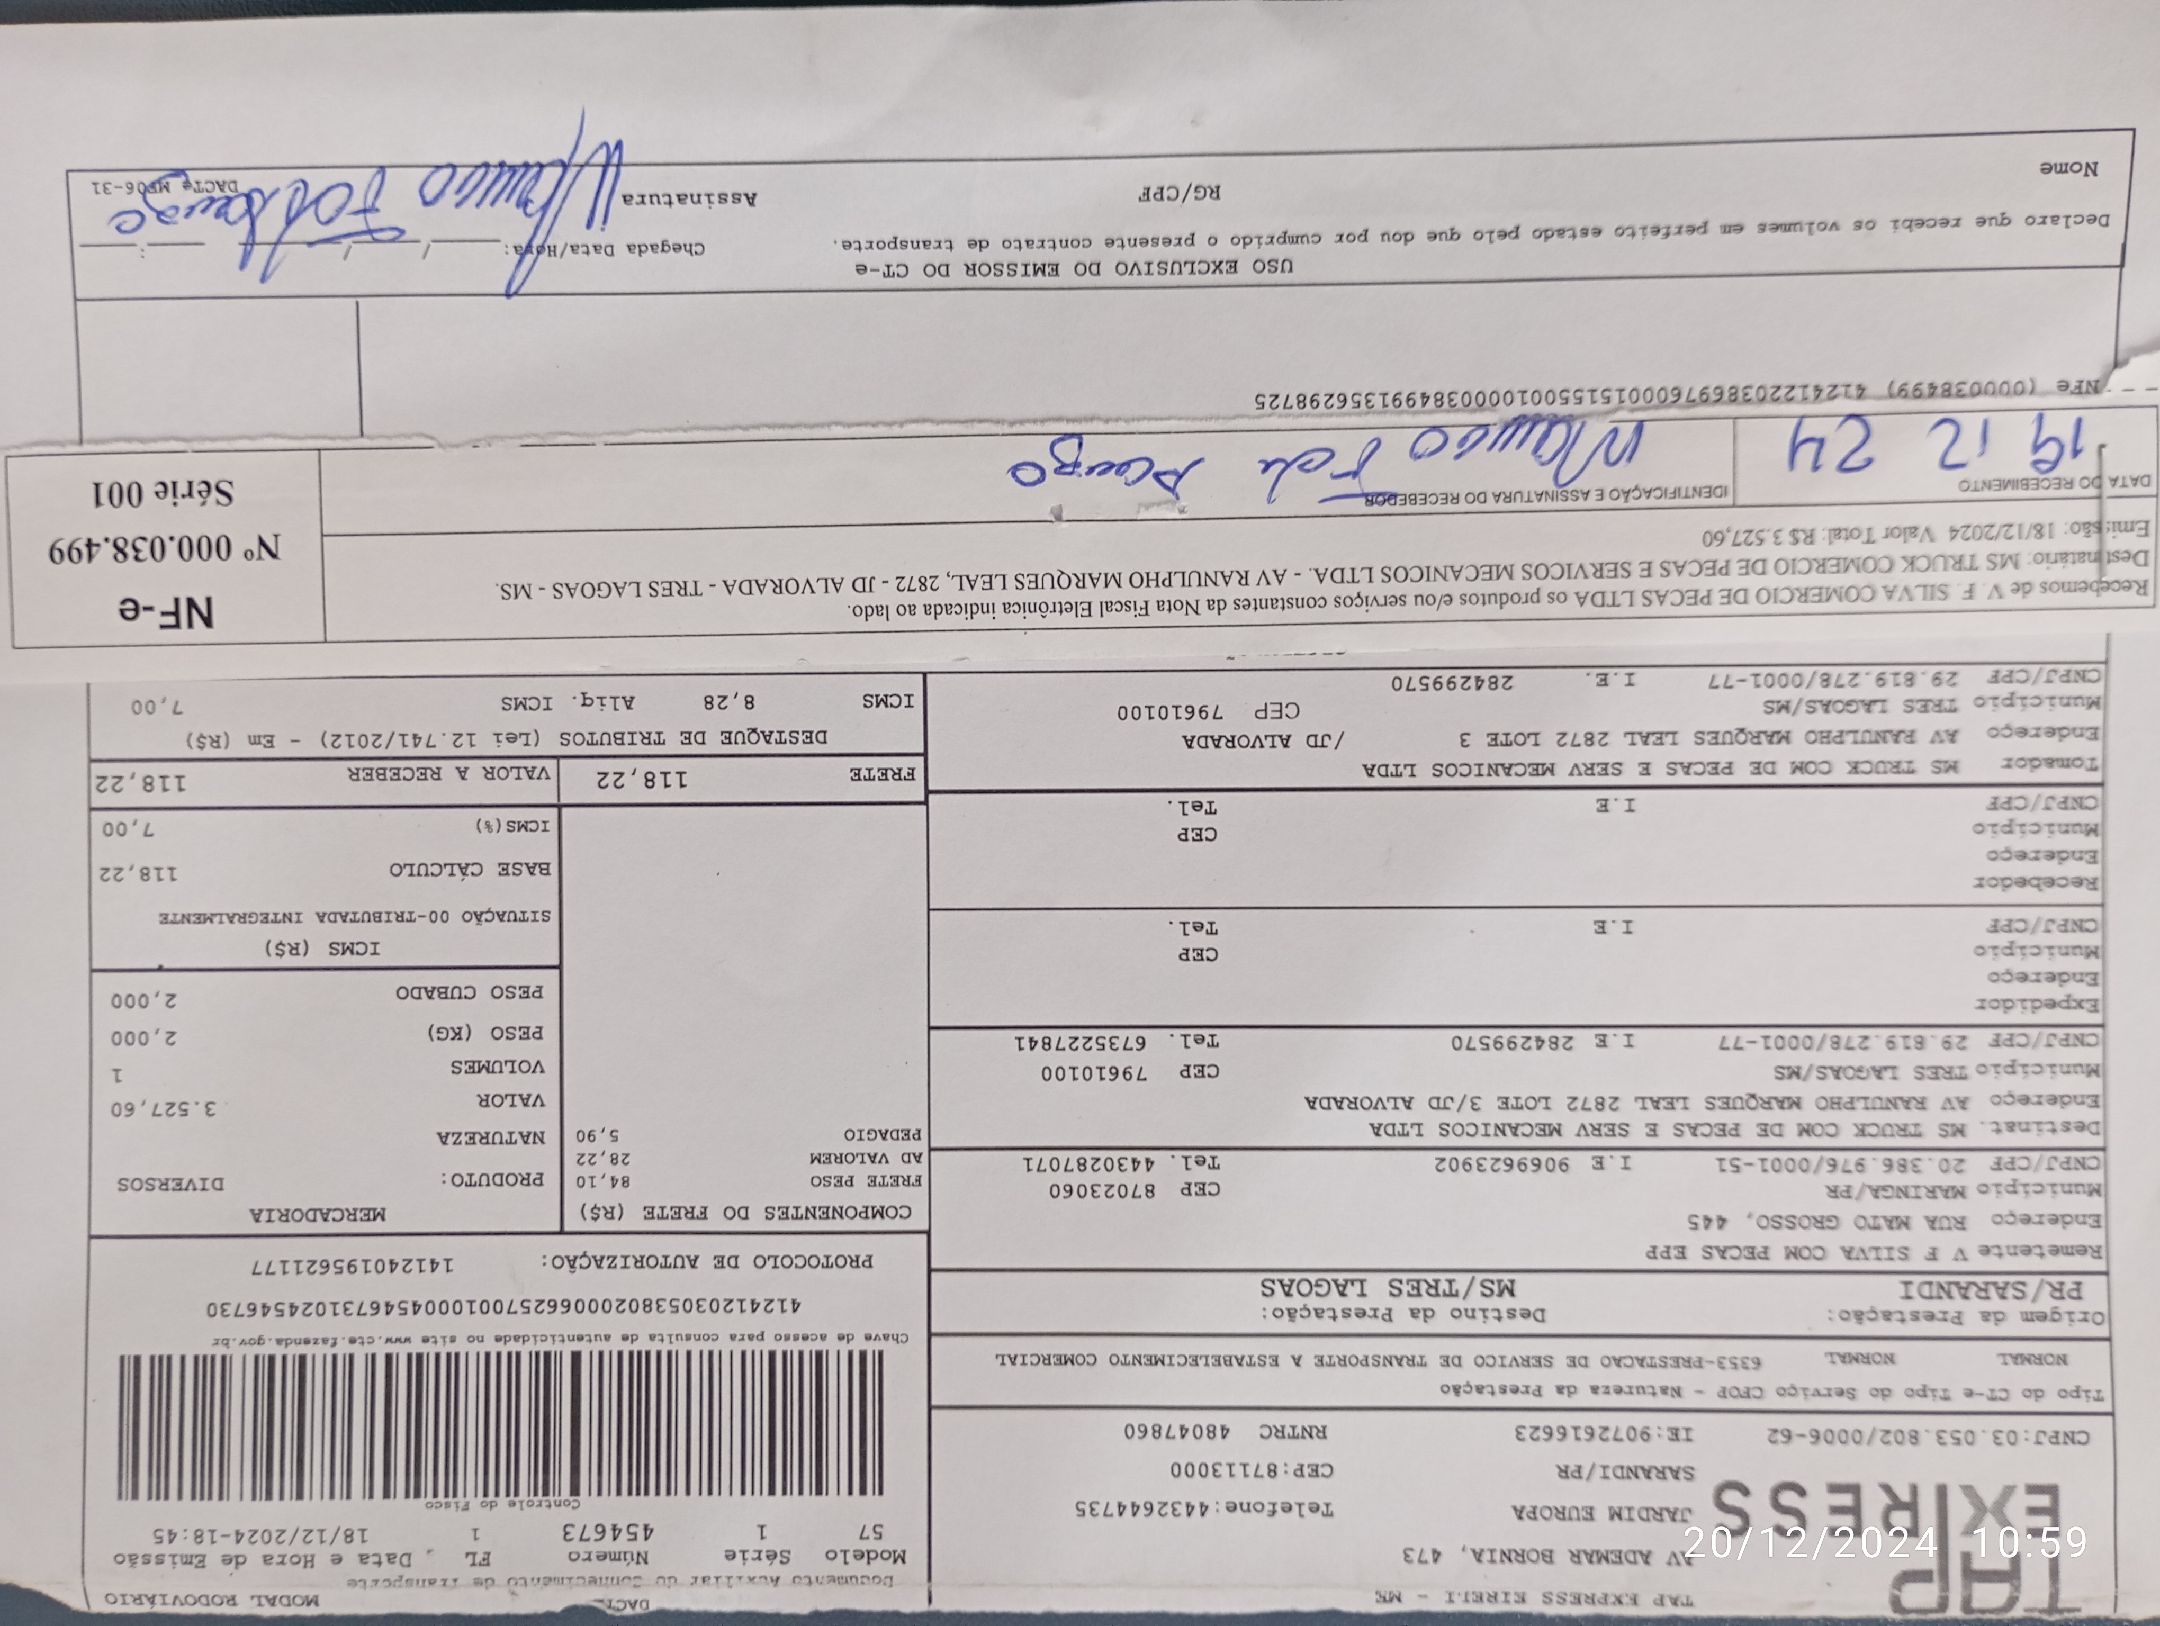 TAP EXPRESS EIRELI - ME
TAP
EXPRESS
AV ADEMAR BORNIA, 473
JARDIM EUROPA Telefone:4432644735
SARANDI/PR CEP:87113000
CNPJ:03.053.802/0006-62 IE:9072616623 RNTRC 48047860
Tipo do CT-e Tipo do Serviço CFOP - Natureza da Prestação
NORMAL NORMAL 6353-PRESTACAO DE SERVICO DE TRANSPORTE A ESTABELECIMENTO COMERCIAL
Origem da Prestação: Destino da Prestação:
PR/SARANDI MS/TRES LAGOAS
DACTE MODAL RODOVIÁRIO
Documento Auxiliar do Conhecimento de Transporte
Modelo Série Número FL Data e Hora de Emissão
57 1 454673 1 18/12/2024-18:45
Controle do Fisco
Chave de acesso para consulta de autenticidade no site www.cte.fazenda.gov.br
41241203053802000662570010004546731024546730
PROTOCOLO DE AUTORIZAÇÃO: 141240195621177
Remetente V F SILVA COM PECAS EPP
Endereço RUA MATO GROSSO, 445
Município MARINGA/PR CEP 87023060
CNPJ/CPF 20.386.976/0001-51 I.E 9069623902 Tel. 4430287071
Destinat. MS TRUCK COM DE PECAS E SERV MECANICOS LTDA
Endereço AV RANULPHO MARQUES LEAL 2872 LOTE 3/JD ALVORADA
Município TRES LAGOAS/MS CEP 79610100
CNPJ/CPF 29.819.278/0001-77 I.E 284299570 Tel. 6735227841
Expedidor
Endereço
Município CEP
CNPJ/CPF I.E Tel.
Recebedor
Endereço
Município CEP
CNPJ/CPF I.E Tel.
Tomador MS TRUCK COM DE PECAS E SERV MECANICOS LTDA
Endereço AV RANULPHO MARQUES LEAL 2872 LOTE 3 /JD ALVORADA
Município TRES LAGOAS/MS CEP 79610100
CNPJ/CPF 29.819.278/0001-77 I.E. 284299570
COMPONENTES DO FRETE (R$)
FRETE PESO 84,10
AD VALOREM 28,22
PEDAGIO 5,90
MERCADORIA
PRODUTO: DIVERSOS
NATUREZA
VALOR 3.527,60
VOLUMES 1
PESO (KG) 2,000
PESO CUBADO 2,000
ICMS (R$)
SITUAÇÃO 00-TRIBUTADA INTEGRALMENTE
BASE CÁLCULO 118,22
ICMS(%) 7,00
FRETE 118,22 VALOR A RECEBER 118,22
DESTAQUE DE TRIBUTOS (Lei 12.741/2012) - Em (R$)
ICMS 8,28 Aliq. ICMS 7,00
Recebemos de V. F. SILVA COMERCIO DE PECAS LTDA os produtos e/ou serviços constantes da Nota Fiscal Eletrônica indicada ao lado.
Destinatário: MS TRUCK COMERCIO DE PECAS E SERVICOS MECANICOS LTDA. - AV RANULPHO MARQUES LEAL, 2872 - JD ALVORADA - TRES LAGOAS - MS.
Emissão: 18/12/2024 Valor Total: R$ 3.527,60
DATA DO RECEBIMENTO IDENTIFICAÇÃO E ASSINATURA DO RECEBEDOR
19 12 24 Mauro F de Souza
NF-e
Nº 000.038.499
Série 001
NFe (000038499) 41241220386976000151550010000384991356298725
USO EXCLUSIVO DO EMISSOR DO CT-e
Declaro que recebi os volumes em perfeito estado pelo que dou por cumprido o presente contrato de transporte. Chegada Data/Hora: / / :
Nome RG/CPF Assinatura Mauro F de Souza
DACTe MP06-31
20/12/2024 10:59